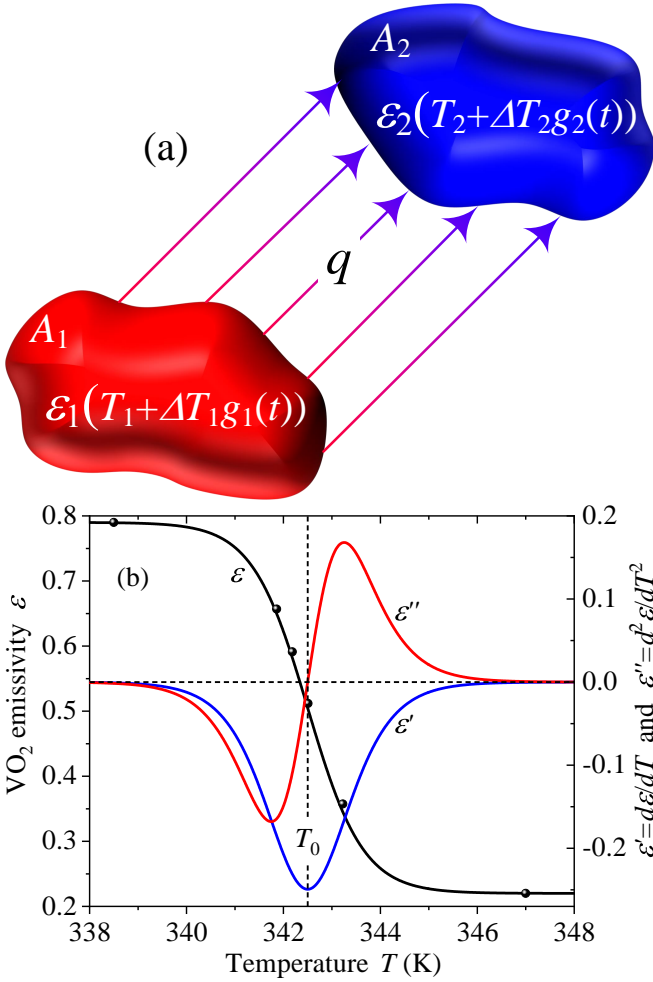 A₂
ε₂(T₂+ΔT₂g₂(t))
(a)
q
A₁
ε₁(T₁+ΔT₁g₁(t))
0.8
0.7
0.6
0.5
0.4
0.3
0.2
VO₂ emissivity ε
(b)
ε
ε''
ε'
T₀
0.2
0.1
0.0
-0.1
-0.2
ε'=dε/dT and ε''=d²ε/dT²
338 340 342 344 346 348
Temperature T (K)